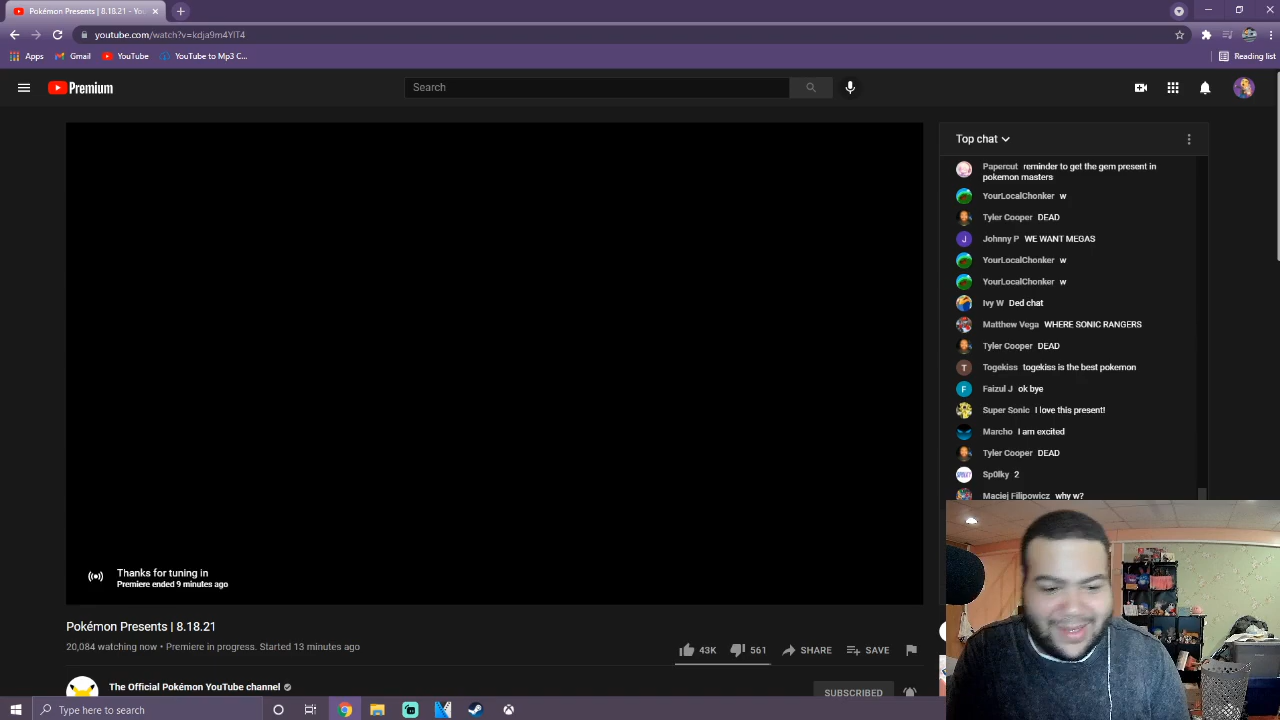 Pokémon Presents | 8.18.21 - You
youtube.com/watch?v=kdja9m4YlT4
Apps
Gmail
YouTube
YouTube to Mp3 C...
Reading list
Premium
Search
Top chat
Papercut reminder to get the gem present in
pokemon masters
YourLocalChonker w
Tyler Cooper DEAD
Johnny P WE WANT MEGAS
YourLocalChonker w
YourLocalChonker w
Ivy W Ded chat
Matthew Vega WHERE SONIC RANGERS
Tyler Cooper DEAD
Togekiss togekiss is the best pokemon
Faizul J ok bye
Super Sonic I love this present!
Marcho I am excited
Tyler Cooper DEAD
Sp0lky 2
Maciej Filipowicz why w?
Thanks for tuning in
Premiere ended 9 minutes ago
Pokémon Presents | 8.18.21
20,084 watching now • Premiere in progress. Started 13 minutes ago
43K
561
SHARE
SAVE
The Official Pokémon YouTube channel
SUBSCRIBED
Type here to search